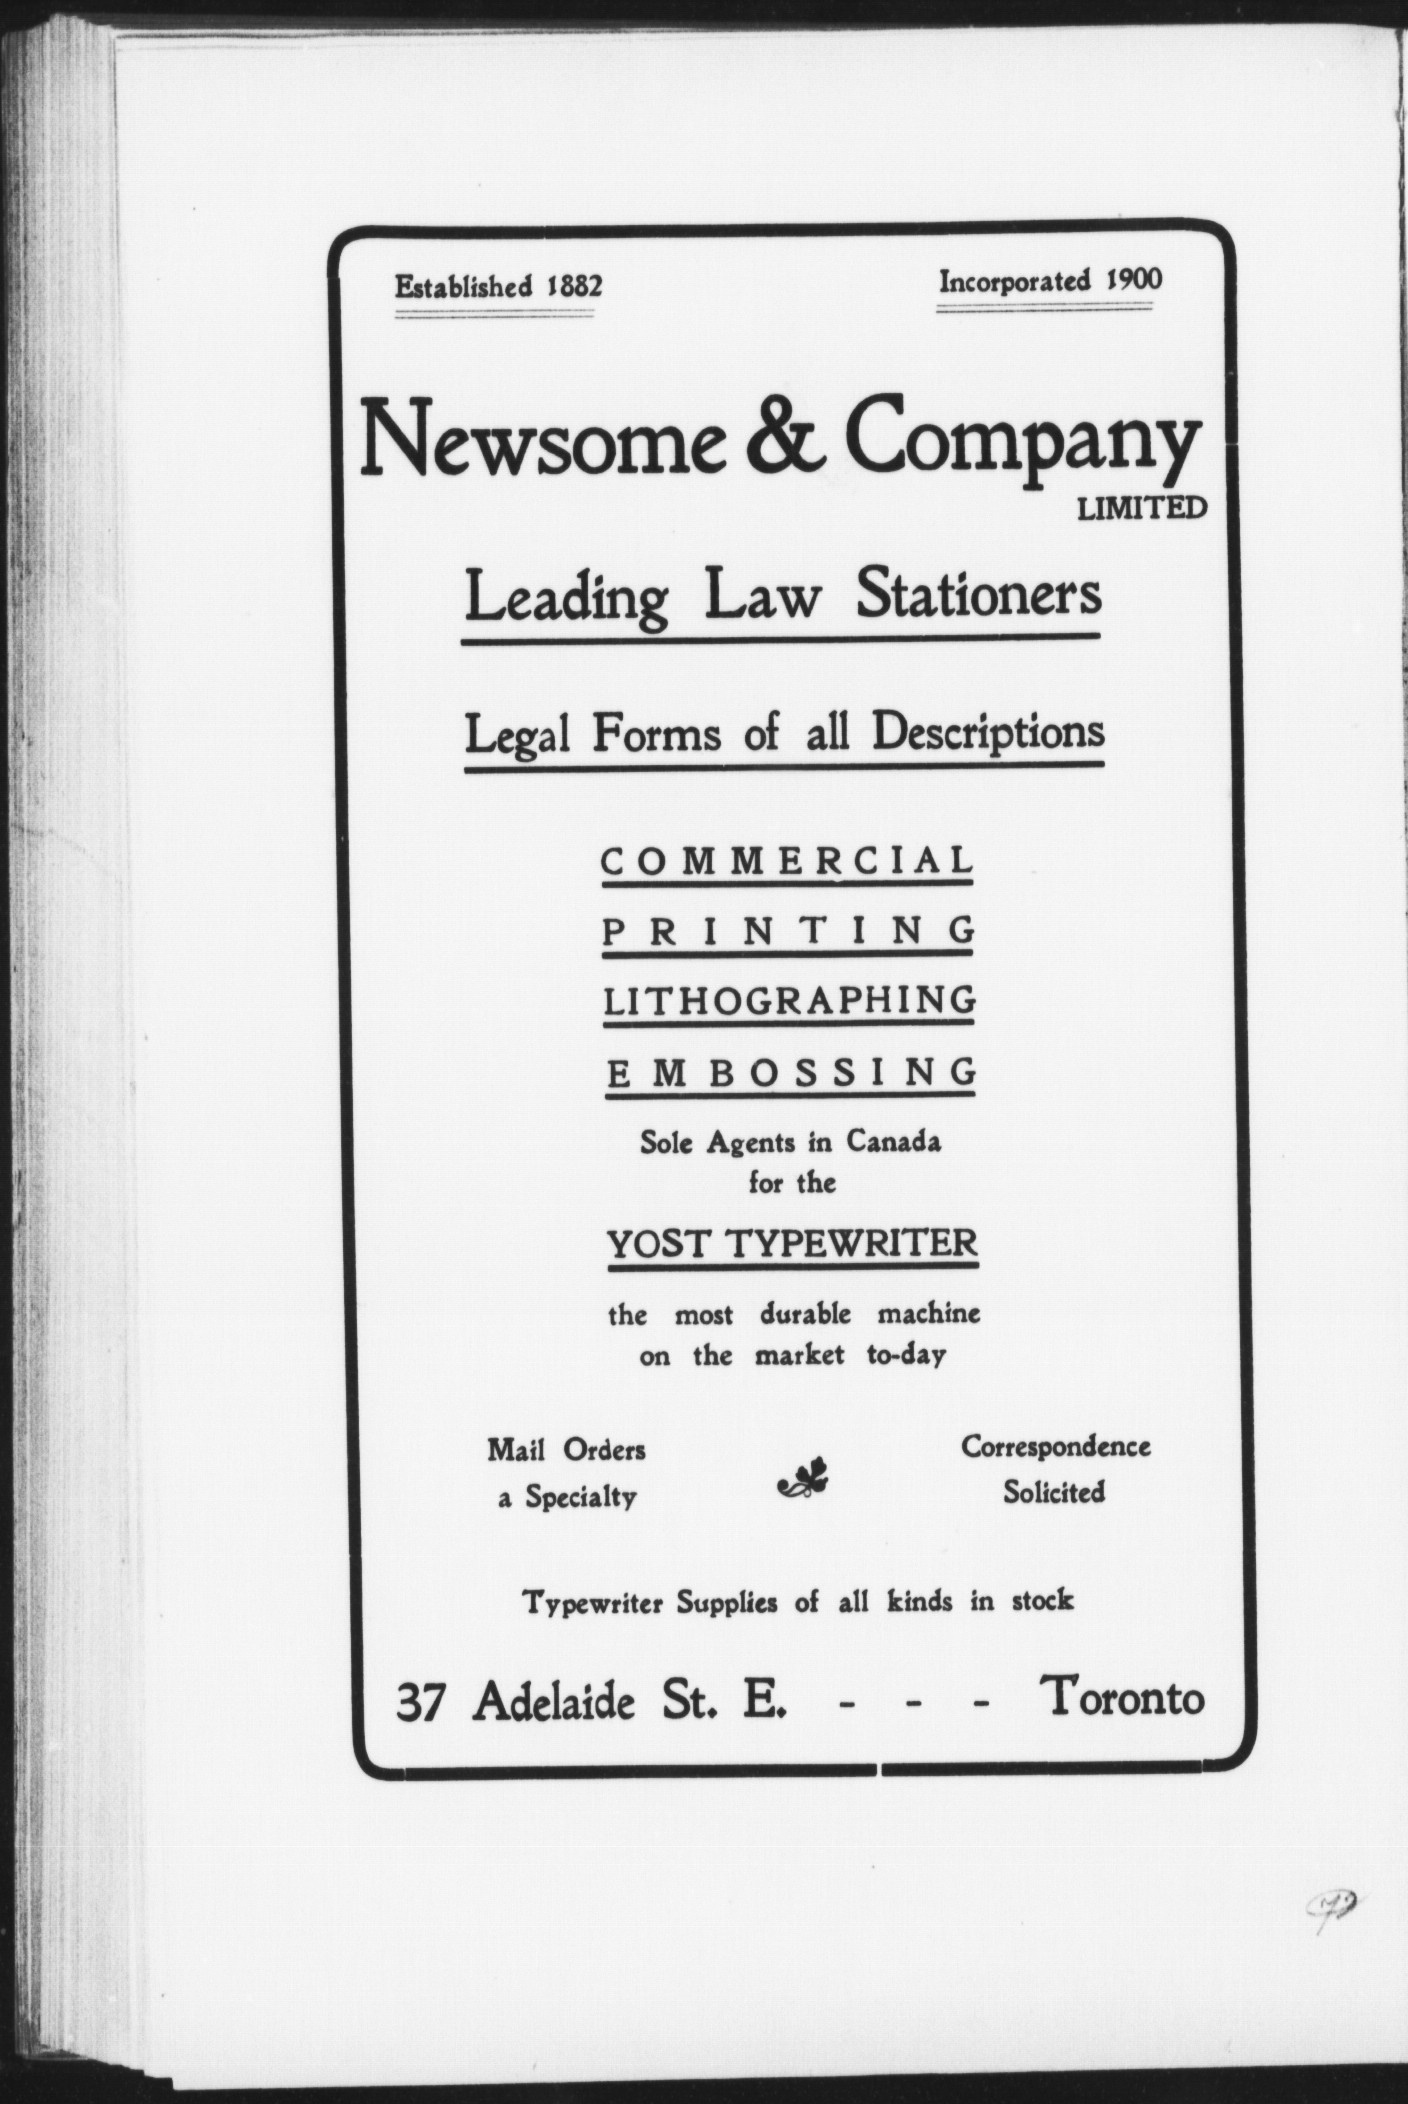 Established 1882 Incorporated 1900
Newsome & Company
LIMITED
Leading Law Stationers
Legal Forms of all Descriptions
COMMERCIAL
PRINTING
LITHOGRAPHING
EMBOSSING
Sole Agents in Canada
for the
YOST TYPEWRITER
the most durable machine
on the market to-day
Mail Orders
a Specialty
Correspondence
Solicited
Typewriter Supplies of all kinds in stock
37 Adelaide St. E. - - - Toronto